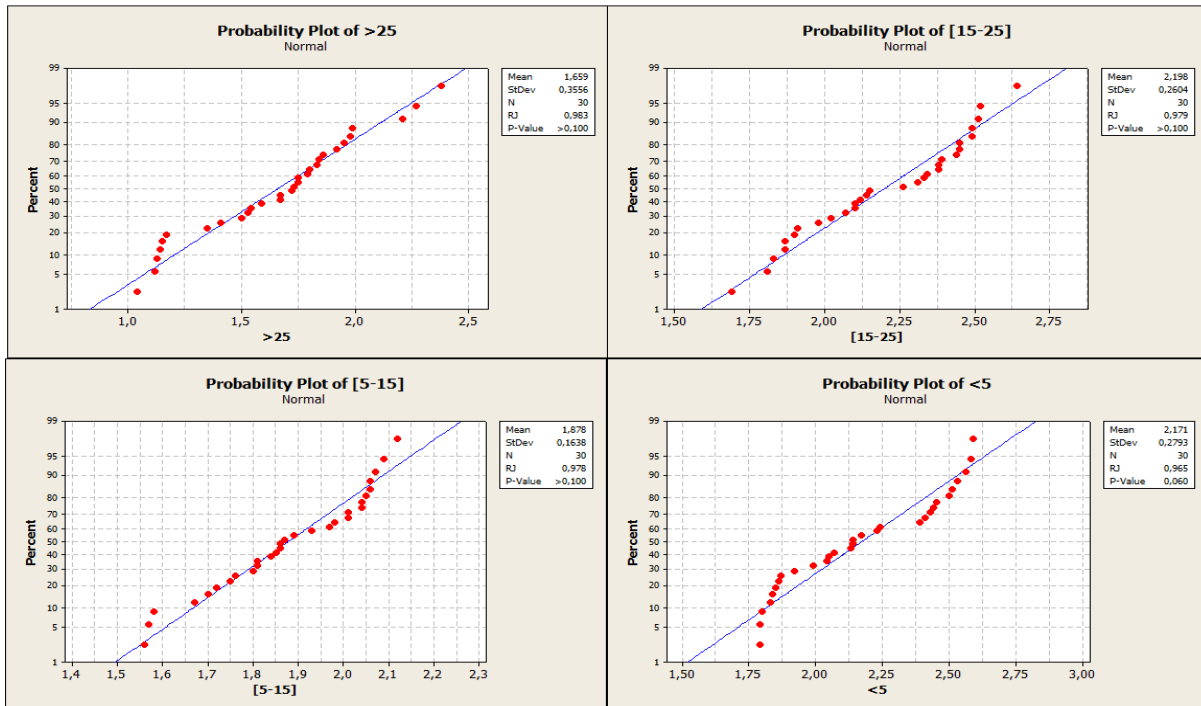 Probability Plot of >25
Normal
99
95
90
80
70
60
50
40
30
20
10
5
1
Percent
1,0 1,5 2,0 2,5
>25
Mean 1,659
StDev 0,3556
N 30
RJ 0,983
P-Value >0,100
Probability Plot of [15-25]
Normal
99
95
90
80
70
60
50
40
30
20
10
5
1
Percent
1,50 1,75 2,00 2,25 2,50 2,75
[15-25]
Mean 2,198
StDev 0,2604
N 30
RJ 0,979
P-Value >0,100
Probability Plot of [5-15]
Normal
99
95
90
80
70
60
50
40
30
20
10
5
1
Percent
1,4 1,5 1,6 1,7 1,8 1,9 2,0 2,1 2,2 2,3
[5-15]
Mean 1,878
StDev 0,1638
N 30
RJ 0,978
P-Value >0,100
Probability Plot of <5
Normal
99
95
90
80
70
60
50
40
30
20
10
5
1
Percent
1,50 1,75 2,00 2,25 2,50 2,75 3,00
<5
Mean 2,171
StDev 0,2793
N 30
RJ 0,965
P-Value 0,060